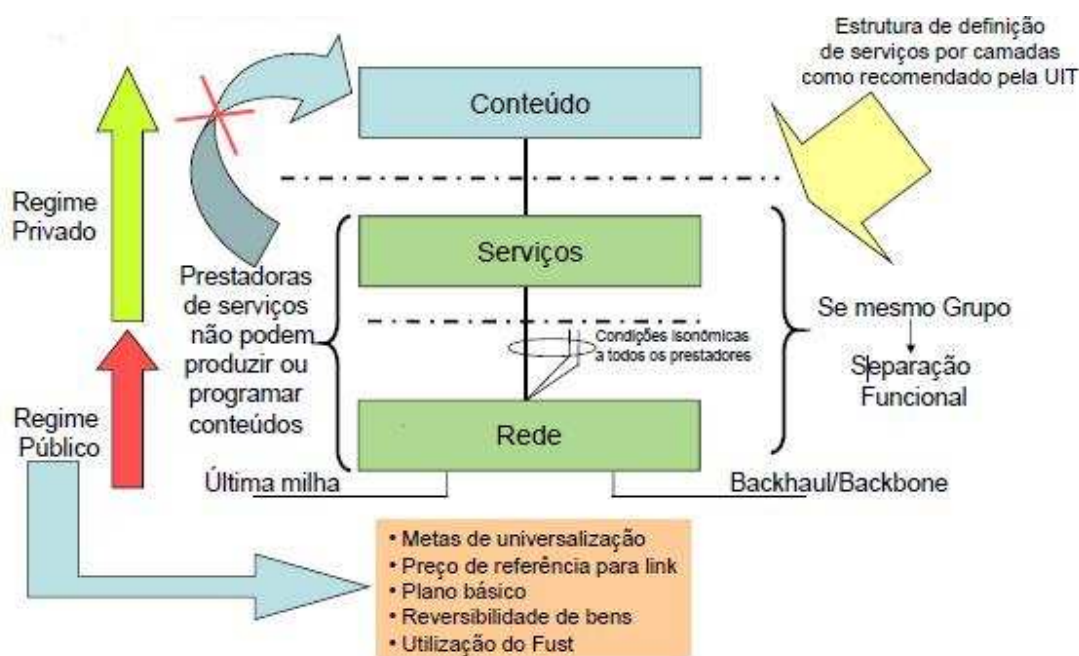 Estrutura de definição
de serviços por camadas
como recomendado pela UIT
Conteúdo
Regime
Privado
Serviços
Prestadoras
de serviços
não podem
produzir ou
programar
conteúdos
Condições isonômicas
a todos os prestadores
Se mesmo Grupo
Separação
Funcional
Regime
Público
Rede
Última milha
Backhaul/Backbone
• Metas de universalização
• Preço de referência para link
• Plano básico
• Reversibilidade de bens
• Utilização do Fust